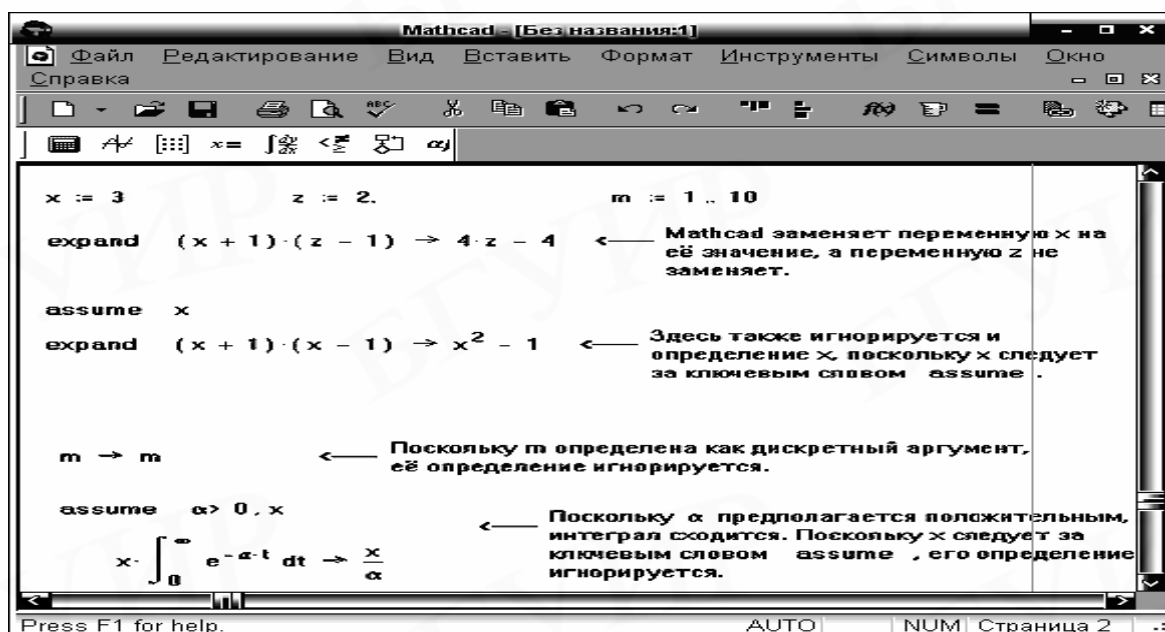 Mathcad - [Без названия:1]
Файл Редактирование Вид Вставить Формат Инструменты Символы Окно
Справка
x := 3 z := 2. m := 1 .. 10
expand (x + 1)·(z − 1) → 4·z − 4
Mathcad заменяет переменную x на
её значение, а переменную z не
заменяет.
assume x
expand (x + 1)·(x − 1) → x² − 1
Здесь также игнорируется и
определение x, поскольку x следует
за ключевым словом assume .
m → m
Поскольку m определена как дискретный аргумент,
её определение игнорируется.
assume α> 0 , x
x· ∫₀^∞ e^(−α·t) dt → x/α
Поскольку α предполагается положительным,
интеграл сходится. Поскольку x следует за
ключевым словом assume , его определение
игнорируется.
Press F1 for help. AUTO NUM Страница 2
БГУИР